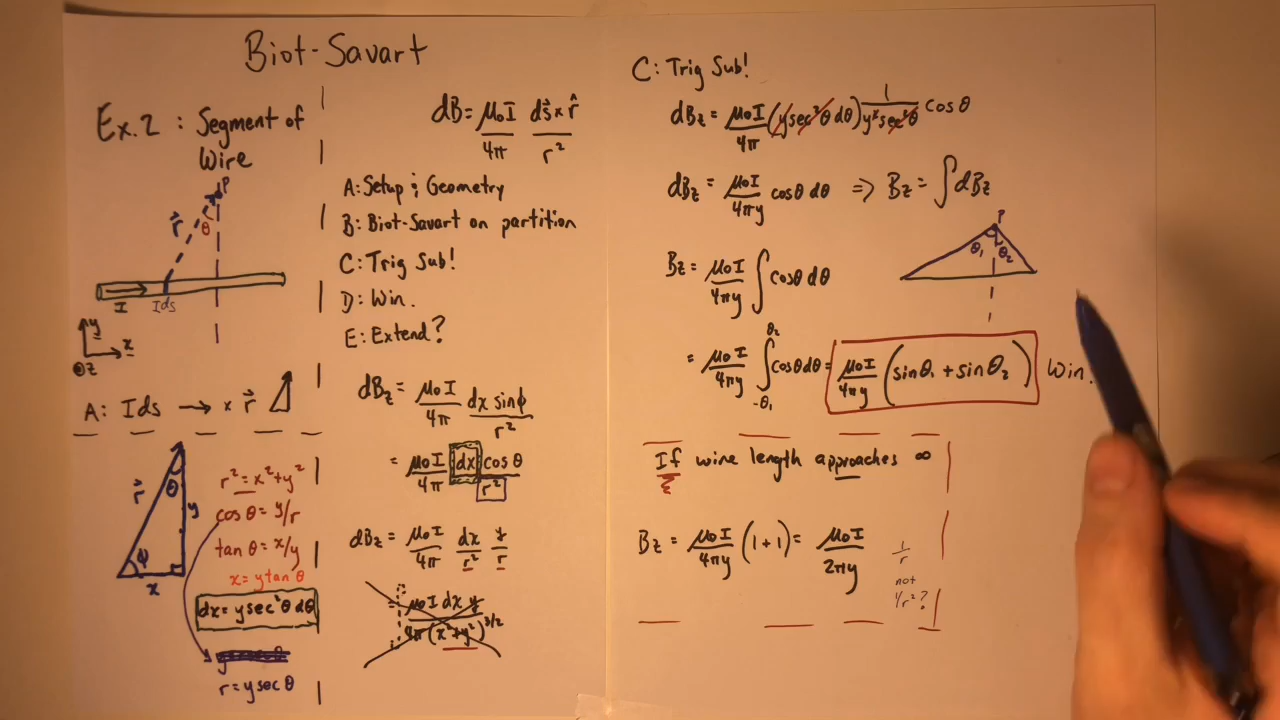 Biot-Savart
Ex. 2 : Segment of
Wire
P
r⃗
θ
I
Ids
y
x
z
A: Ids → × r⃗
r⃗
θ
y
φ
x
r² = x² + y²
cos θ = y/r
tan θ = x/y
x = y tan θ
dx = y sec² θ dθ
r = y sec θ
dB = μ₀I/4π ds⃗ × r̂/r²
A: Setup & Geometry
B: Biot-Savart on partition
C: Trig Sub!
D: Win.
E: Extend?
dBz = μ₀I/4π dx sinφ/r²
= μ₀I/4π dx cos θ/r²
dBz = μ₀I/4π dx/r² y/r
μ₀I dx y/4π(x²+y²)^3/2
C: Trig Sub!
dBz = μ₀I/4π (y sec² θ dθ) 1/y² sec² θ cos θ
dBz = μ₀I/4πy cos θ dθ => Bz = ∫dBz
P
θ₁ θ₂
Bz = μ₀I/4πy ∫ cos θ dθ
= μ₀I/4πy ∫ -θ₁ θ₂ cos θ dθ = μ₀I/4πy (sin θ₁ + sin θ₂) Win.
If wire length approaches ∞
Bz = μ₀I/4πy (1+1) = μ₀I/2πy
1/r
not
1/r²?